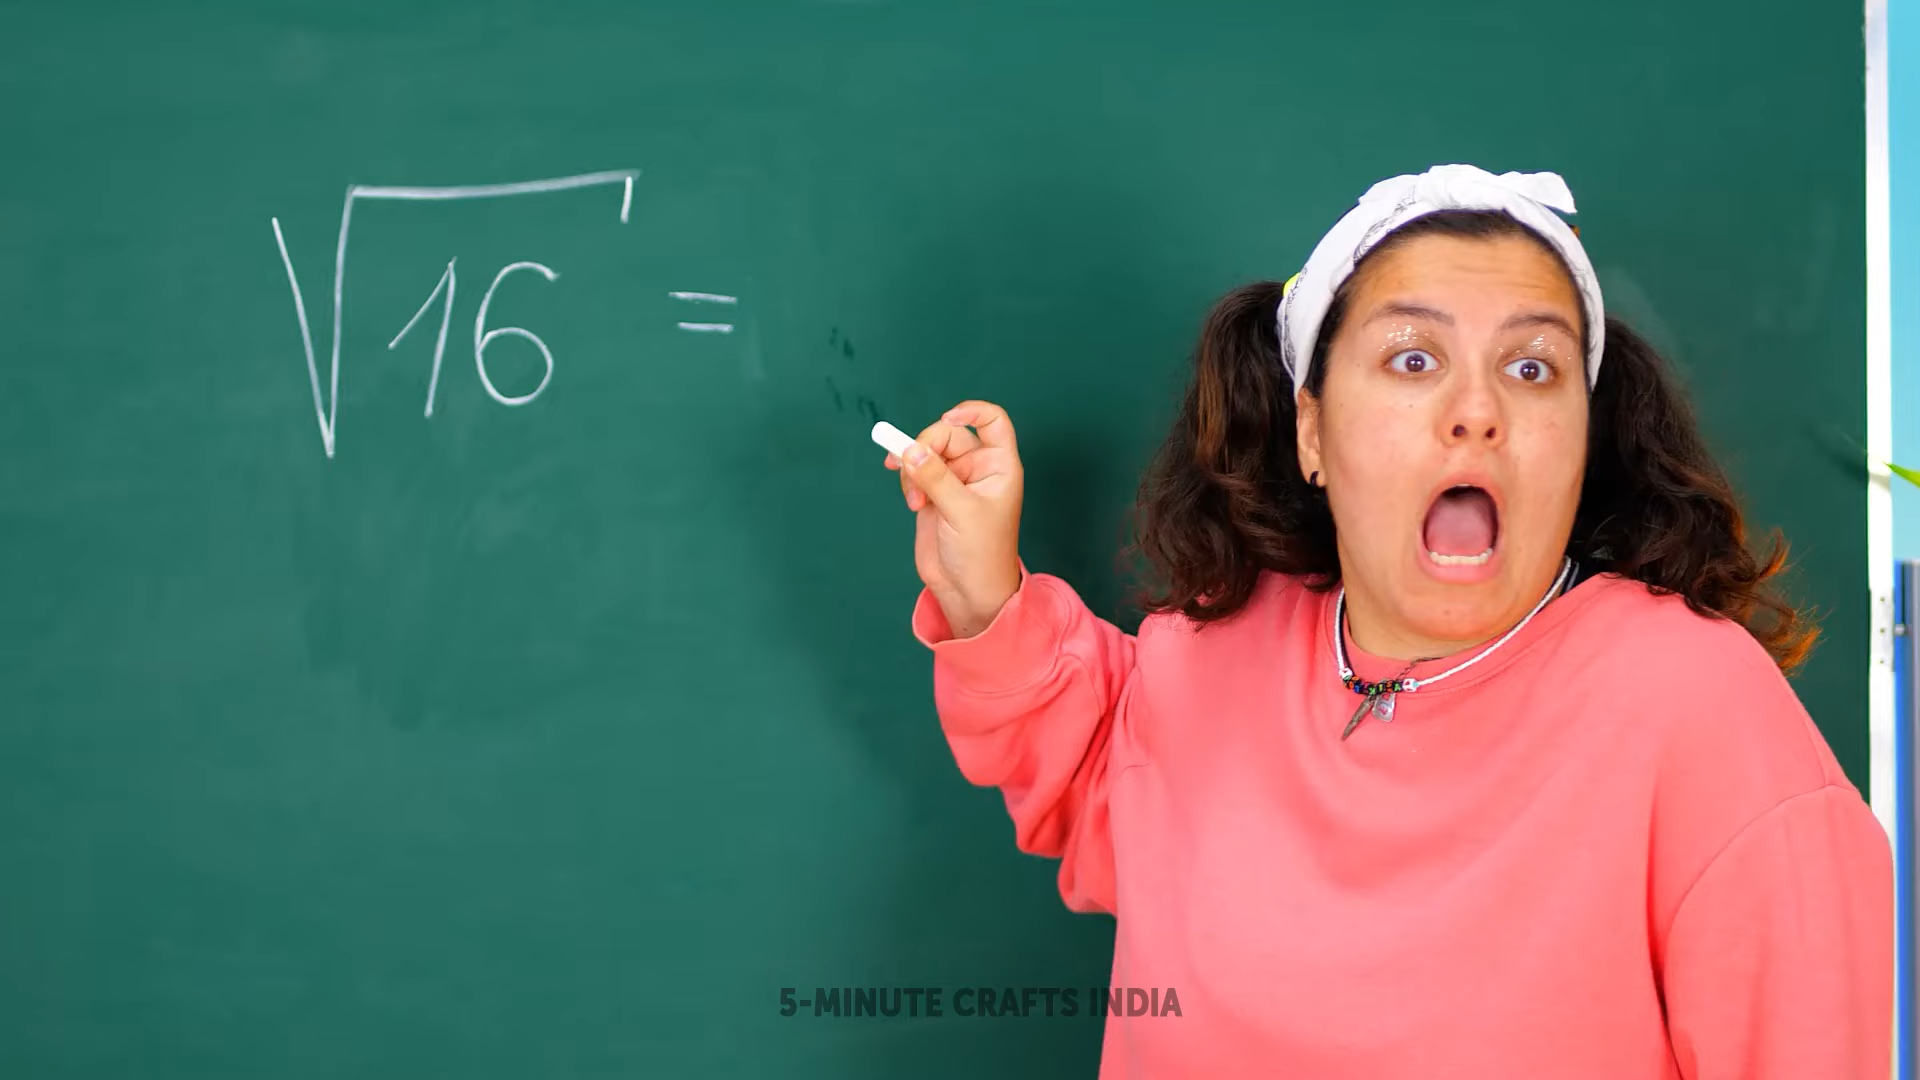 √16 =
5-MINUTE CRAFTS INDIA